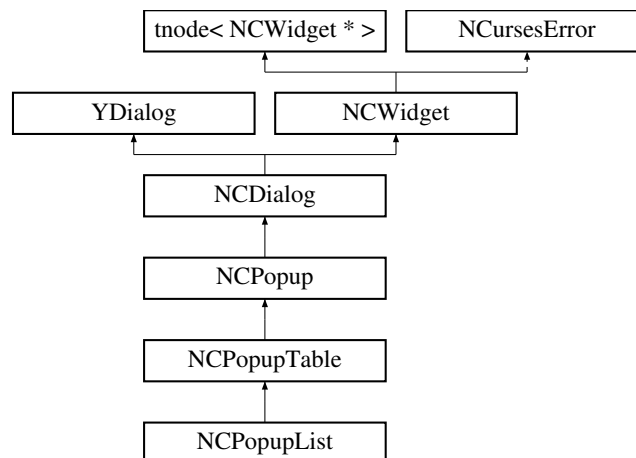 tnode< NCWidget * >
NCursesError
YDialog
NCWidget
NCDialog
NCPopup
NCPopupTable
NCPopupList